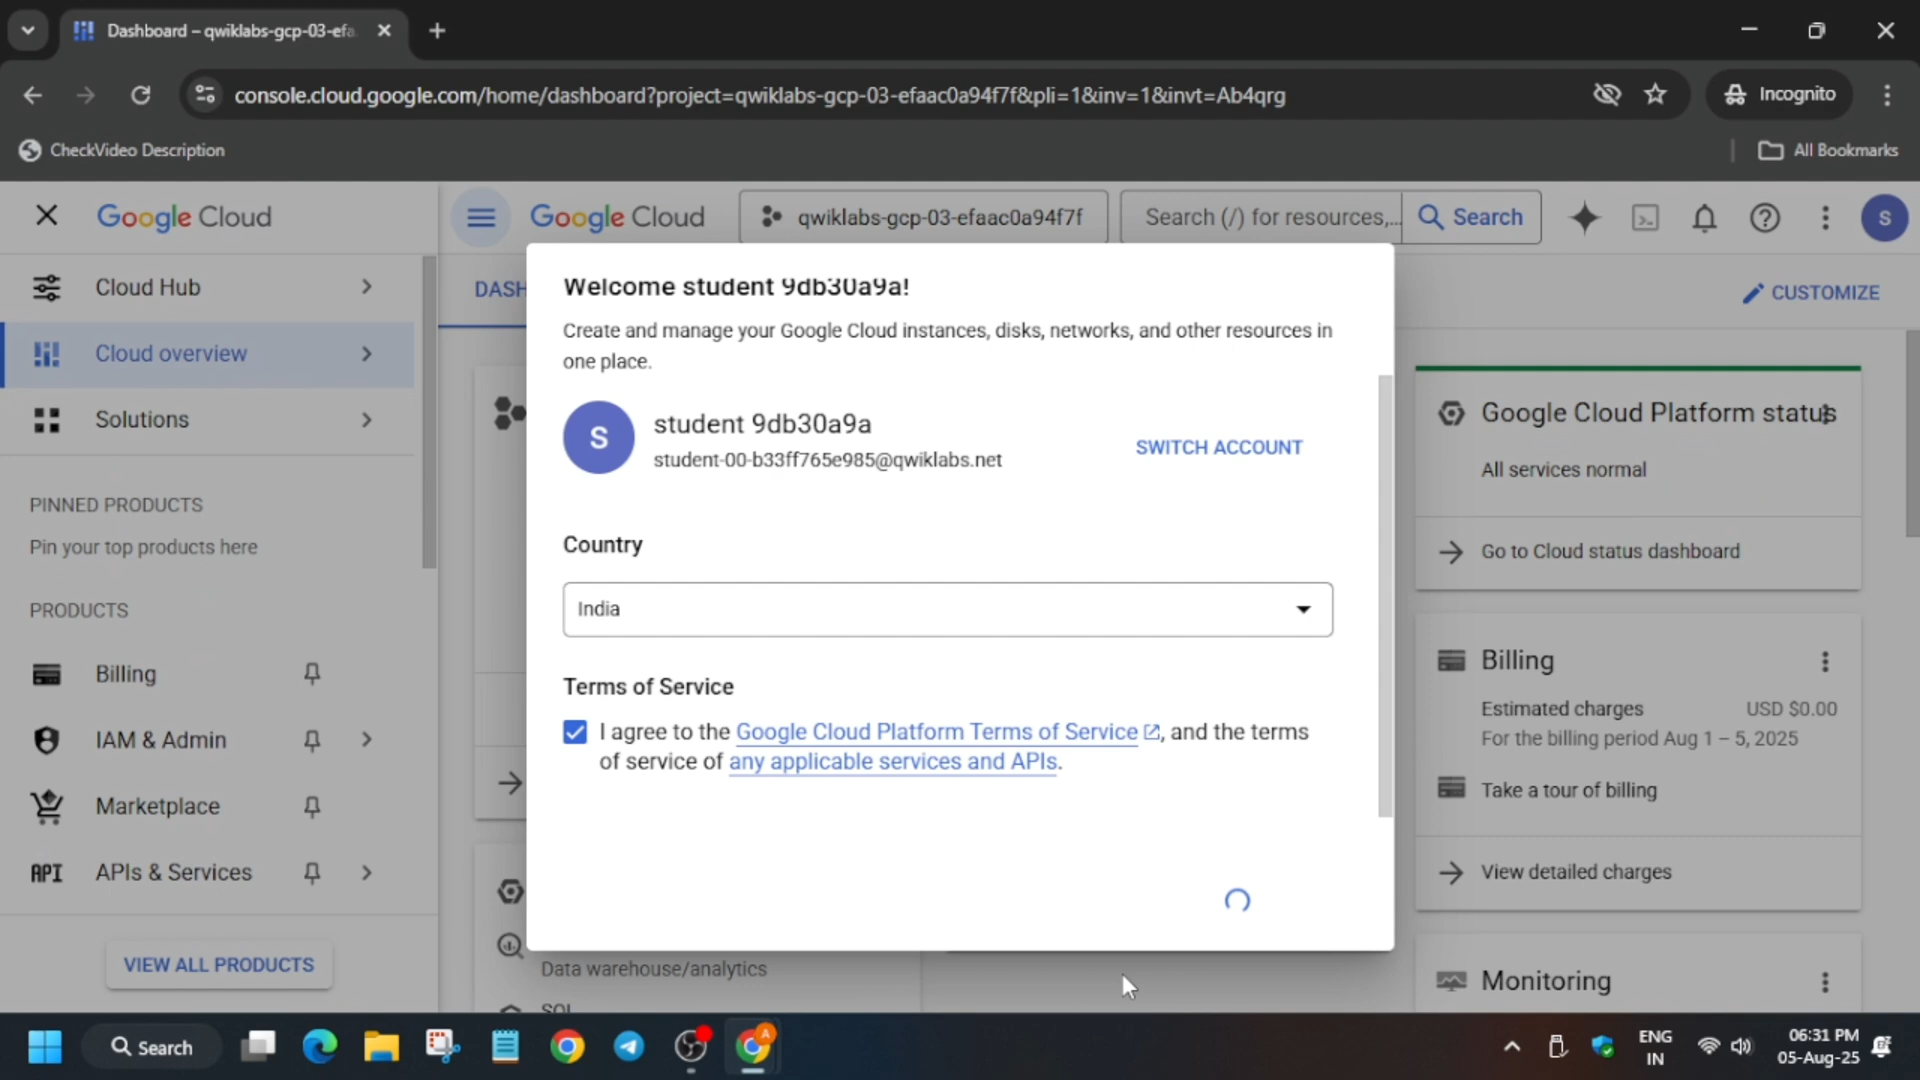 Dashboard – qwiklabs-gcp-03-efa
console.cloud.google.com/home/dashboard?project=qwiklabs-gcp-03-efaac0a94f7f&pli=1&inv=1&invt=Ab4qrg
Incognito
CheckVideo Description
All Bookmarks
Google Cloud
Google Cloud
qwiklabs-gcp-03-efaac0a94f7f
Search (/) for resources,...
Search
S
Cloud Hub
Cloud overview
Solutions
PINNED PRODUCTS
Pin your top products here
PRODUCTS
Billing
IAM & Admin
Marketplace
API
APIs & Services
VIEW ALL PRODUCTS
DASH
CUSTOMIZE
Welcome student 9db30a9a!
Create and manage your Google Cloud instances, disks, networks, and other resources in
one place.
S
student 9db30a9a
student-00-b33ff765e985@qwiklabs.net
SWITCH ACCOUNT
Country
India
Terms of Service
I agree to the Google Cloud Platform Terms of Service, and the terms
of service of any applicable services and APIs.
Data warehouse/analytics
SQL
Google Cloud Platform status
All services normal
Go to Cloud status dashboard
Billing
Estimated charges USD $0.00
For the billing period Aug 1 – 5, 2025
Take a tour of billing
View detailed charges
Monitoring
Search
A
ENG
IN
06:31 PM
05-Aug-25